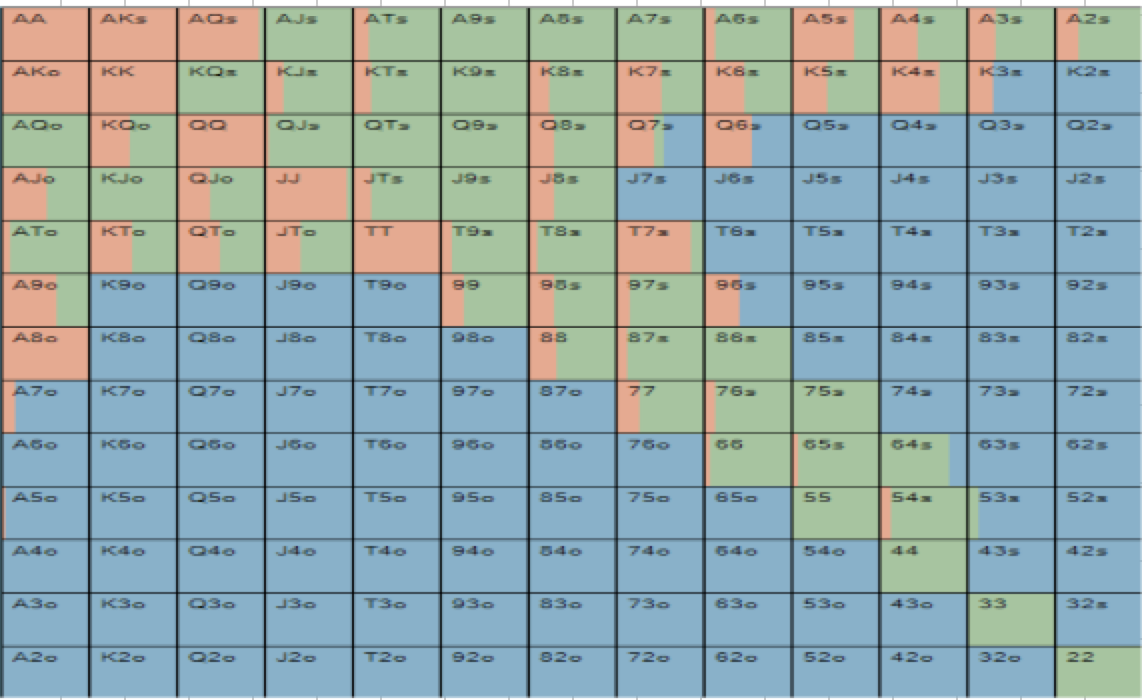 AA AKs AQs AJs ATs A9s A8s A7s A6s A5s A4s A3s A2s
AKo KK KQs KJs KTs K9s K8s K7s K6s K5s K4s K3s K2s
AQo KQo QQ QJs QTs Q9s Q8s Q7s Q6s Q5s Q4s Q3s Q2s
AJo KJo QJo JJ JTs J9s J8s J7s J6s J5s J4s J3s J2s
ATo KTo QTo JTo TT T9s T8s T7s T6s T5s T4s T3s T2s
A9o K9o Q9o J9o T9o 99 98s 97s 96s 95s 94s 93s 92s
A8o K8o Q8o J8o T8o 98o 88 87s 86s 85s 84s 83s 82s
A7o K7o Q7o J7o T7o 97o 87o 77 76s 75s 74s 73s 72s
A6o K6o Q6o J6o T6o 96o 86o 76o 66 65s 64s 63s 62s
A5o K5o Q5o J5o T5o 95o 85o 75o 65o 55 54s 53s 52s
A4o K4o Q4o J4o T4o 94o 84o 74o 64o 54o 44 43s 42s
A3o K3o Q3o J3o T3o 93o 83o 73o 63o 53o 43o 33 32s
A2o K2o Q2o J2o T2o 92o 82o 72o 62o 52o 42o 32o 22